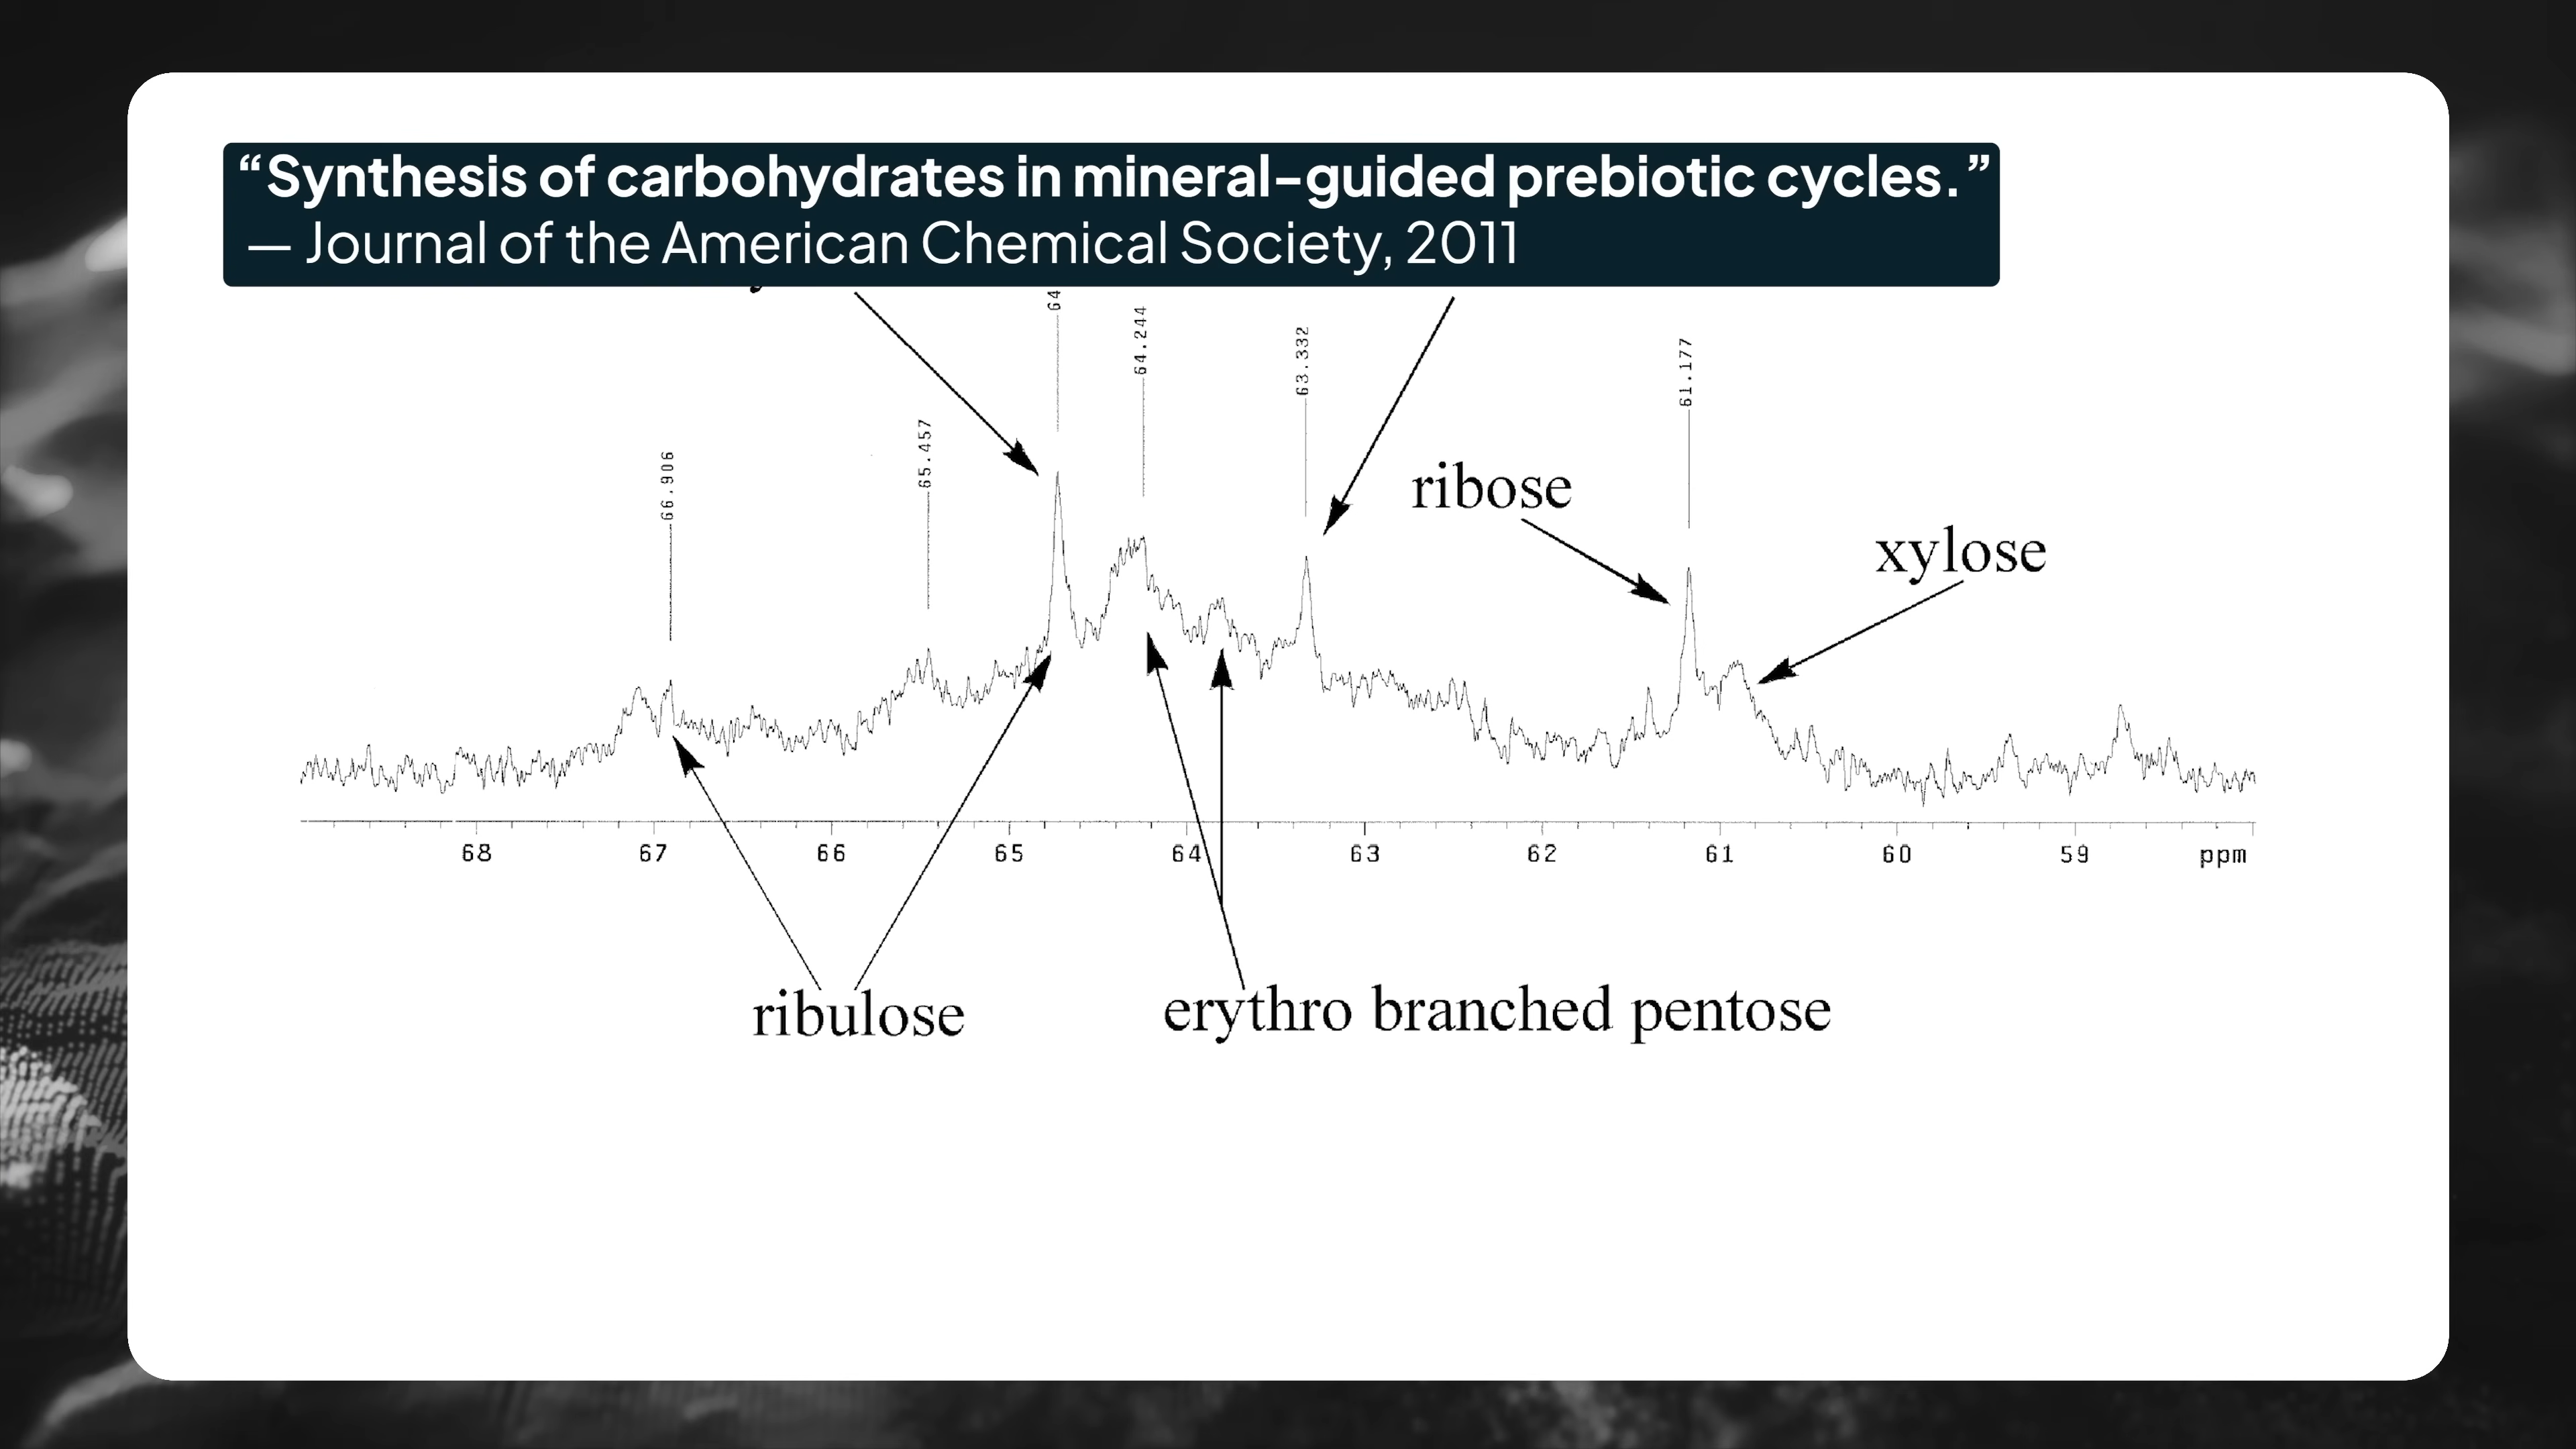 “Synthesis of carbohydrates in mineral-guided prebiotic cycles.”
— Journal of the American Chemical Society, 2011
64
64.244
63.332
61.177
65.457
66.906
ribose
xylose
68 67 66 65 64 63 62 61 60 59 ppm
ribulose
erythro branched pentose